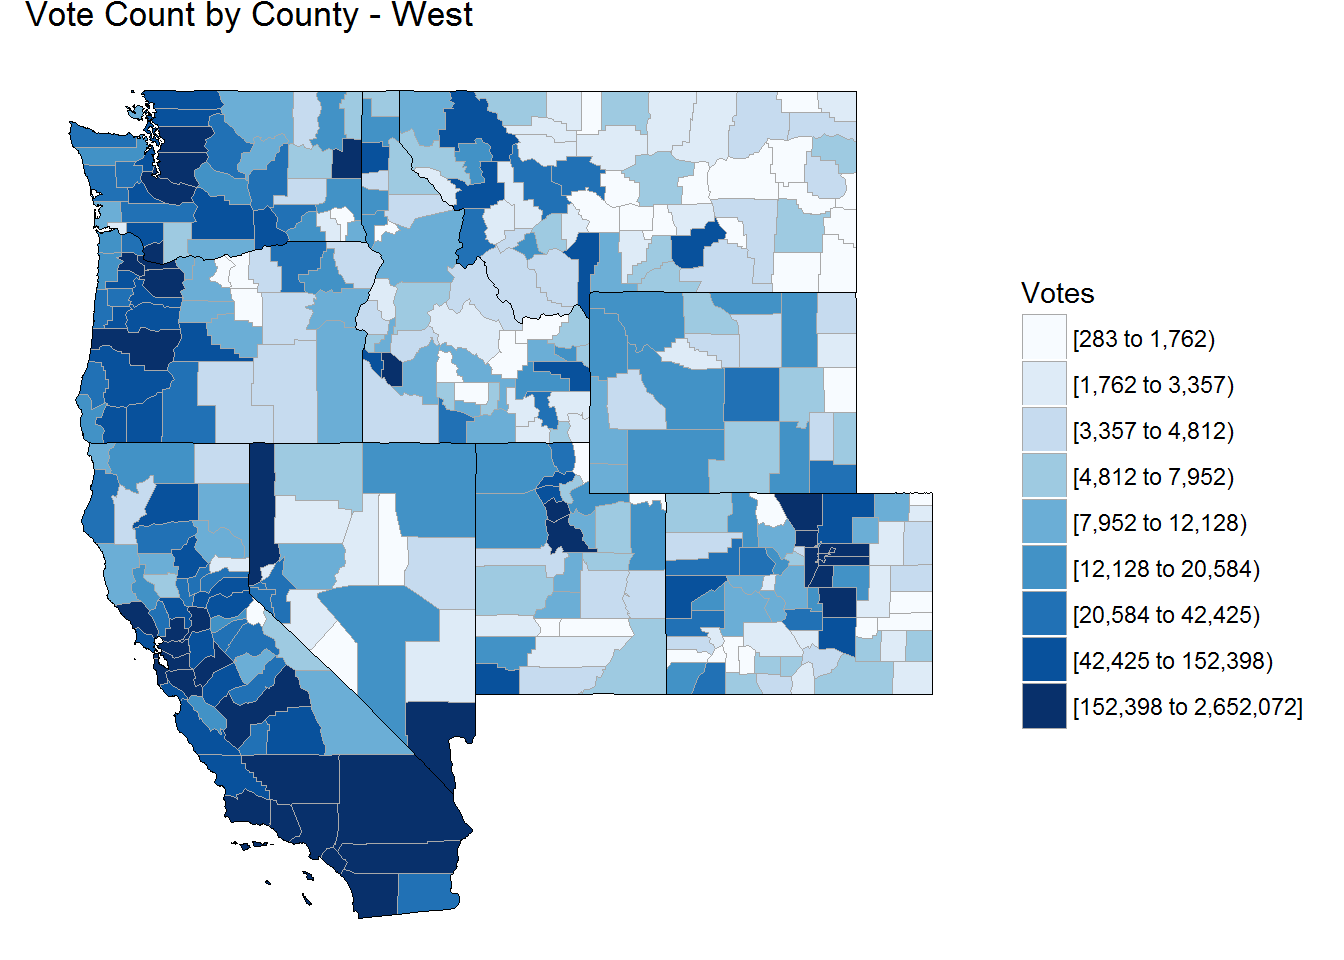 Vote Count by County - West
Votes
[283 to 1,762)
[1,762 to 3,357)
[3,357 to 4,812)
[4,812 to 7,952)
[7,952 to 12,128)
[12,128 to 20,584)
[20,584 to 42,425)
[42,425 to 152,398)
[152,398 to 2,652,072]